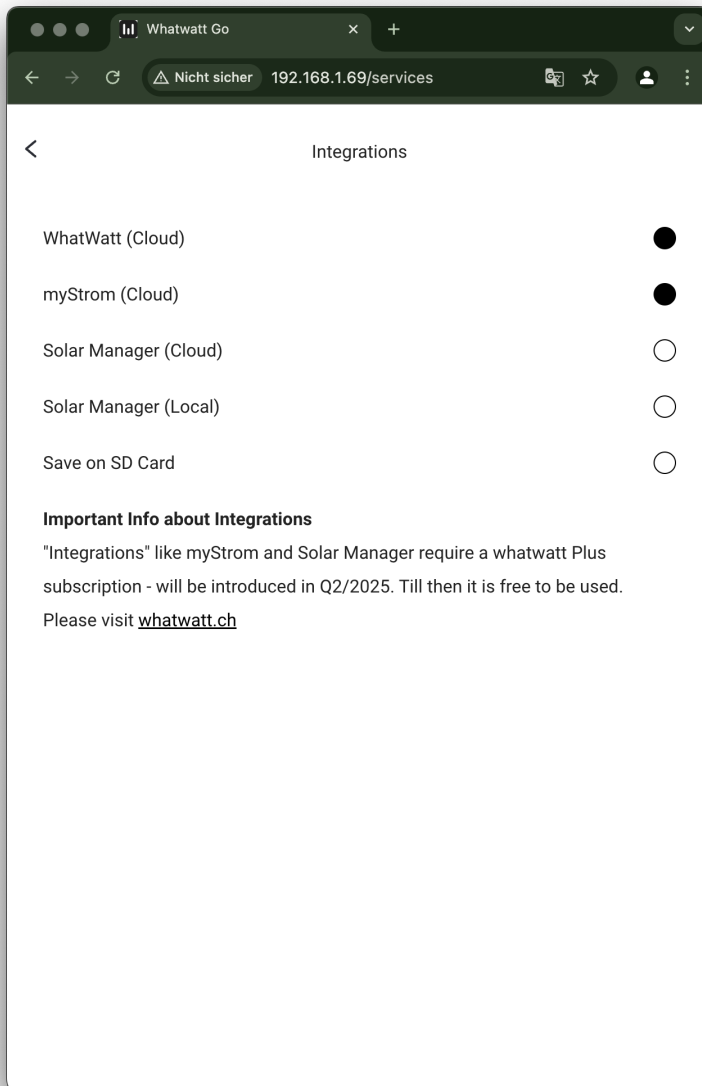 Whatwatt Go
Nicht sicher 192.168.1.69/services
Integrations
WhatWatt (Cloud)
myStrom (Cloud)
Solar Manager (Cloud)
Solar Manager (Local)
Save on SD Card
Important Info about Integrations
"Integrations" like myStrom and Solar Manager require a whatwatt Plus
subscription - will be introduced in Q2/2025. Till then it is free to be used.
Please visit whatwatt.ch